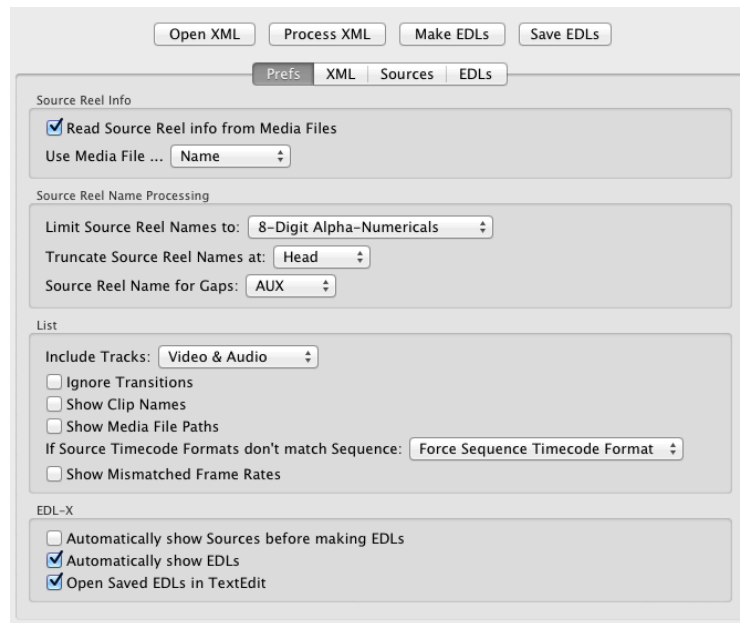 Open XML Process XML Make EDLs Save EDLs
Prefs XML Sources EDLs
Source Reel Info
Read Source Reel info from Media Files
Use Media File ... Name
Source Reel Name Processing
Limit Source Reel Names to: 8-Digit Alpha-Numericals
Truncate Source Reel Names at: Head
Source Reel Name for Gaps: AUX
List
Include Tracks: Video & Audio
Ignore Transitions
Show Clip Names
Show Media File Paths
If Source Timecode Formats don't match Sequence: Force Sequence Timecode Format
Show Mismatched Frame Rates
EDL-X
Automatically show Sources before making EDLs
Automatically show EDLs
Open Saved EDLs in TextEdit